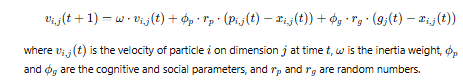 v_{i,j}(t + 1) = ω · v_{i,j}(t) + ϕ_p · r_p · (p_{i,j}(t) − x_{i,j}(t)) + ϕ_g · r_g · (g_j(t) − x_{i,j}(t))
where v_{i,j}(t) is the velocity of particle i on dimension j at time t, ω is the inertia weight, ϕ_p
and ϕ_g are the cognitive and social parameters, and r_p and r_g are random numbers.